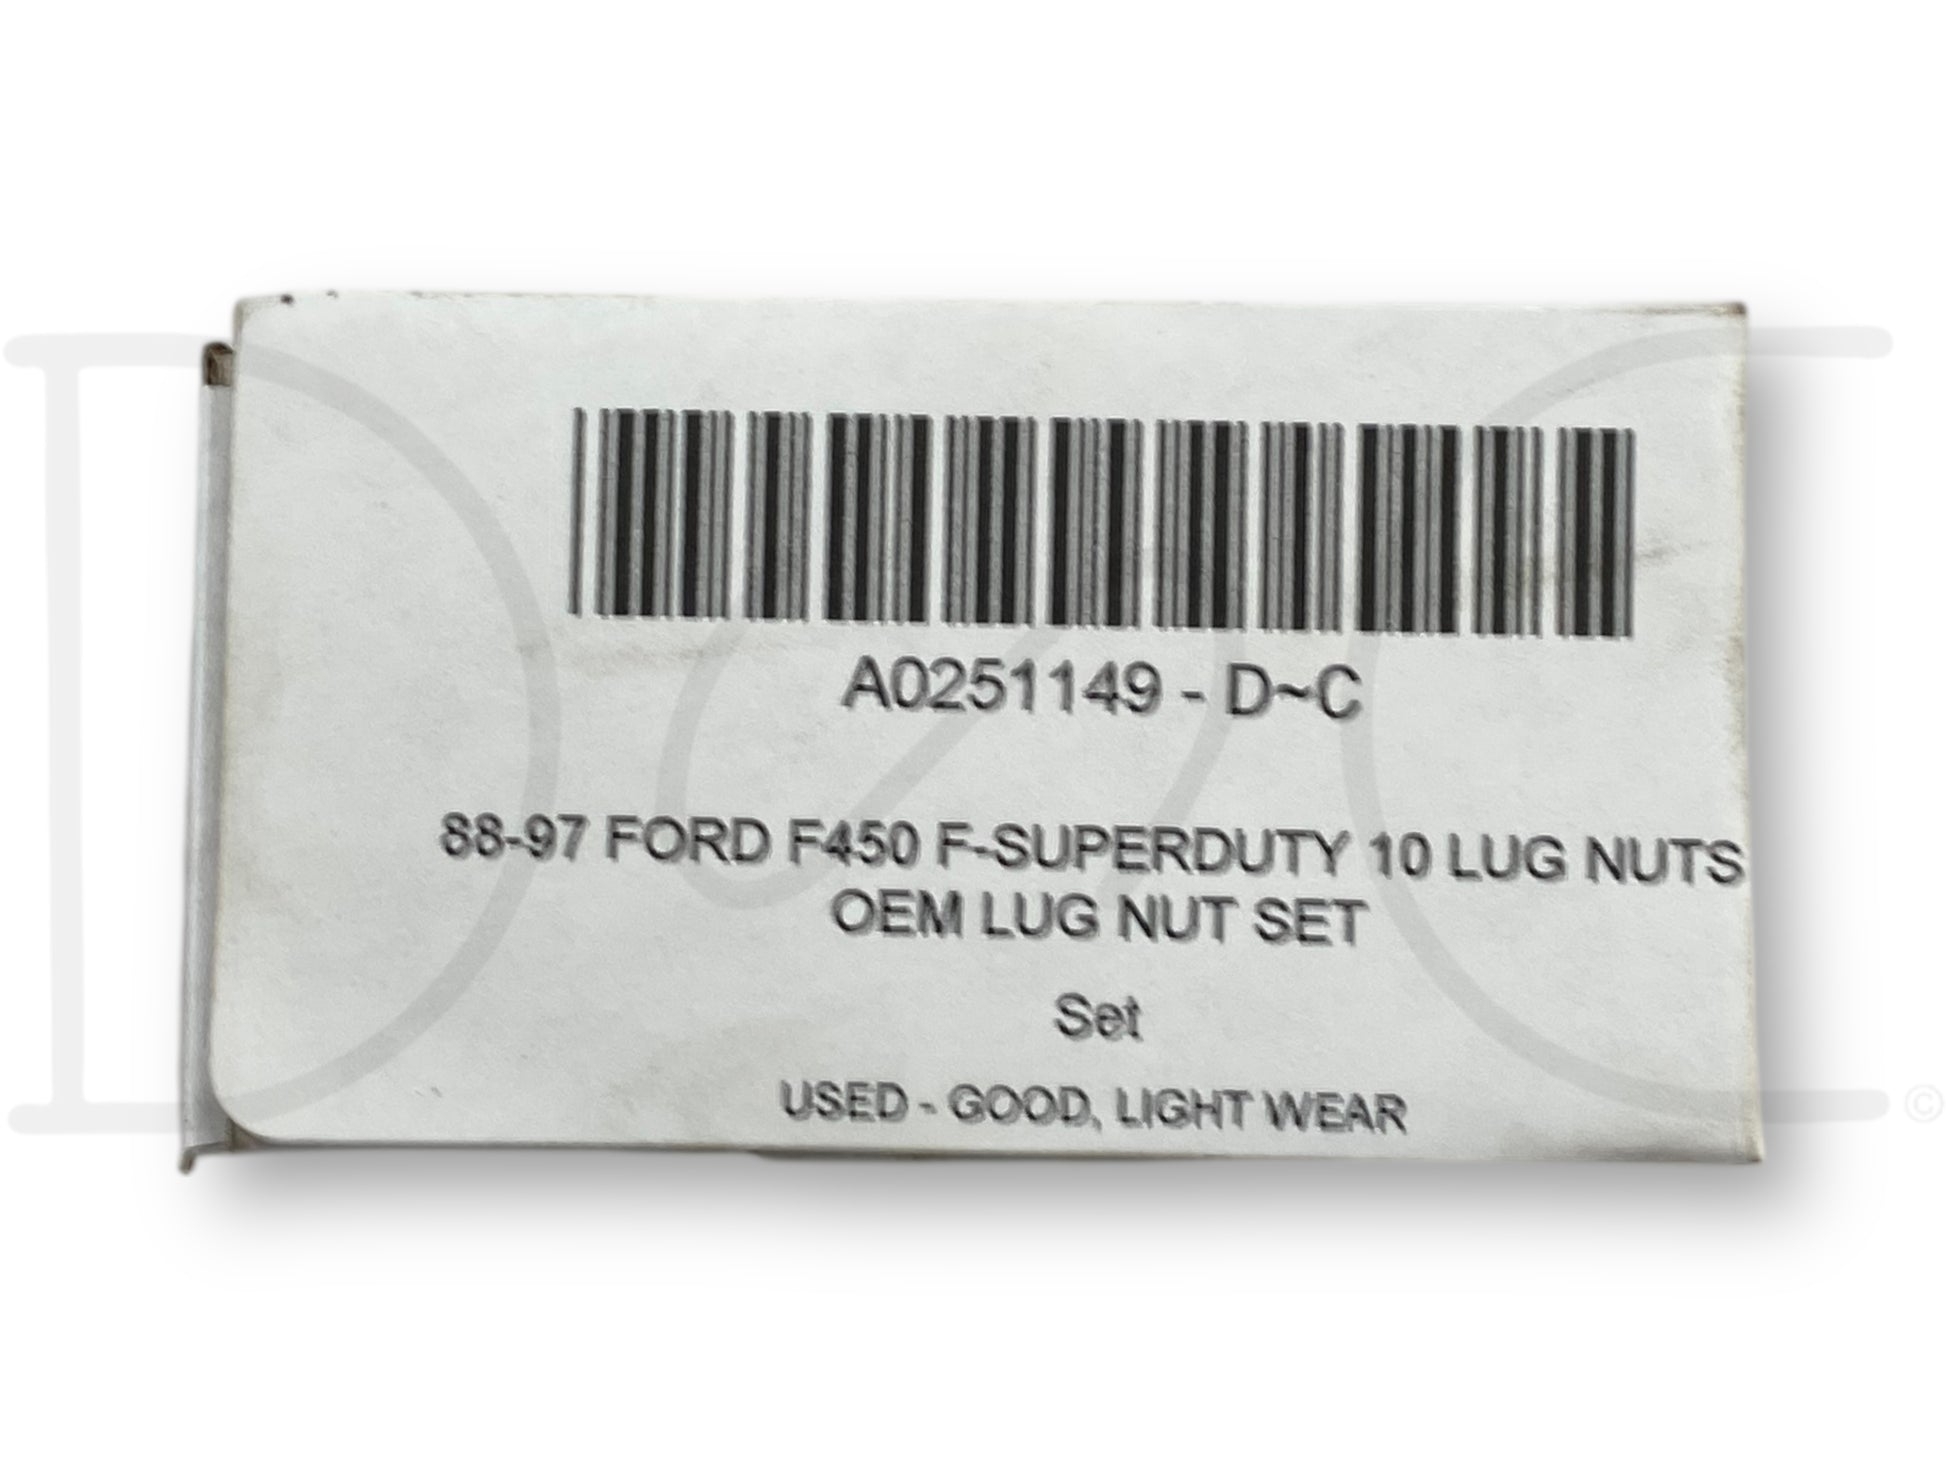 A0251149 - D~C
88-97 FORD F450 F-SUPERDUTY 10 LUG NUTS
OEM LUG NUT SET
Set
USED - GOOD, LIGHT WEAR
D&C ©